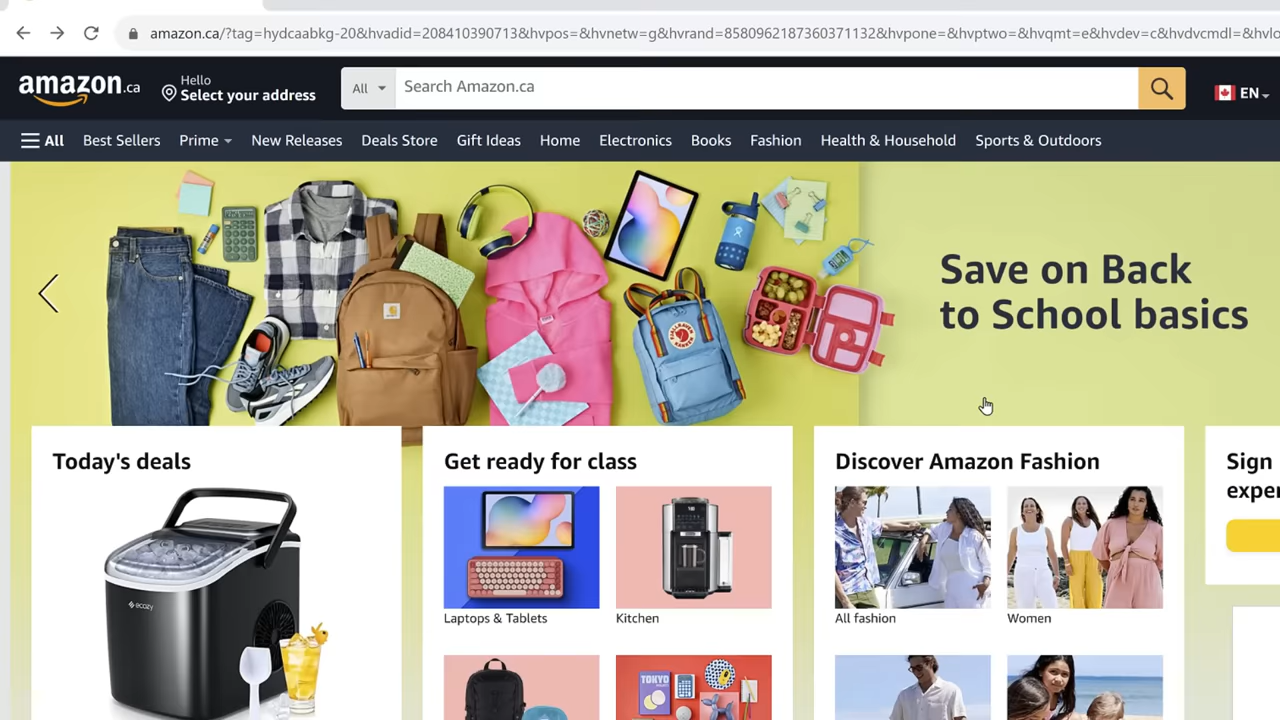 amazon.ca/?tag=hydcaabkg-20&hvadid=208410390713&hvpos=&hvnetw=g&hvrand=8580962187360371132&hvpone=&hvptwo=&hvqmt=e&hvdev=c&hvdvcmdl=&hvlo
amazon.ca
Hello
Select your address
All
Search Amazon.ca
EN
All Best Sellers Prime New Releases Deals Store Gift Ideas Home Electronics Books Fashion Health & Household Sports & Outdoors
Save on Back
to School basics
Today's deals
ecozy
Get ready for class
Laptops & Tablets
Kitchen
Discover Amazon Fashion
All fashion
Women
Sign
exper
TOKYO